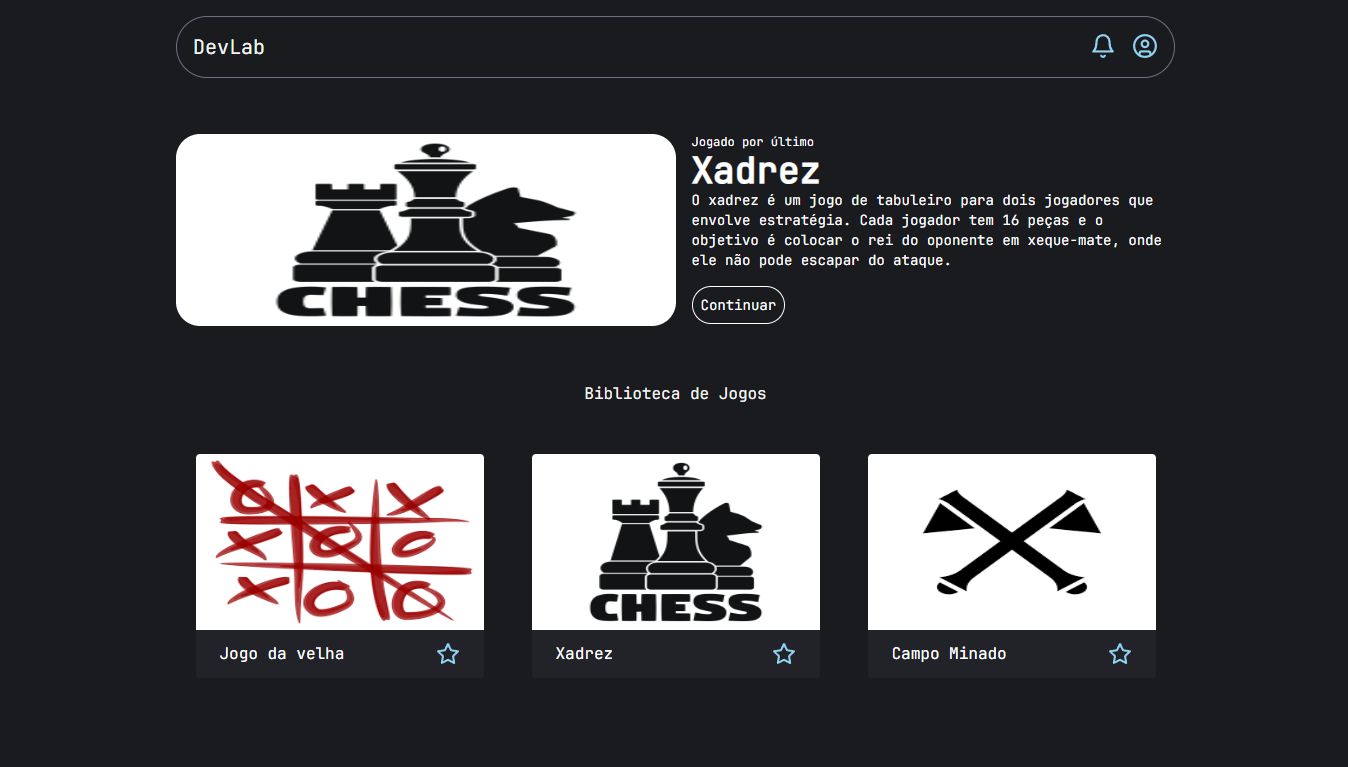 DevLab
Jogado por último
Xadrez
O xadrez é um jogo de tabuleiro para dois jogadores que
envolve estratégia. Cada jogador tem 16 peças e o
objetivo é colocar o rei do oponente em xeque-mate, onde
ele não pode escapar do ataque.
CHESS
Continuar
Biblioteca de Jogos
O X X
X O O
X O O
CHESS
Jogo da velha
Xadrez
Campo Minado